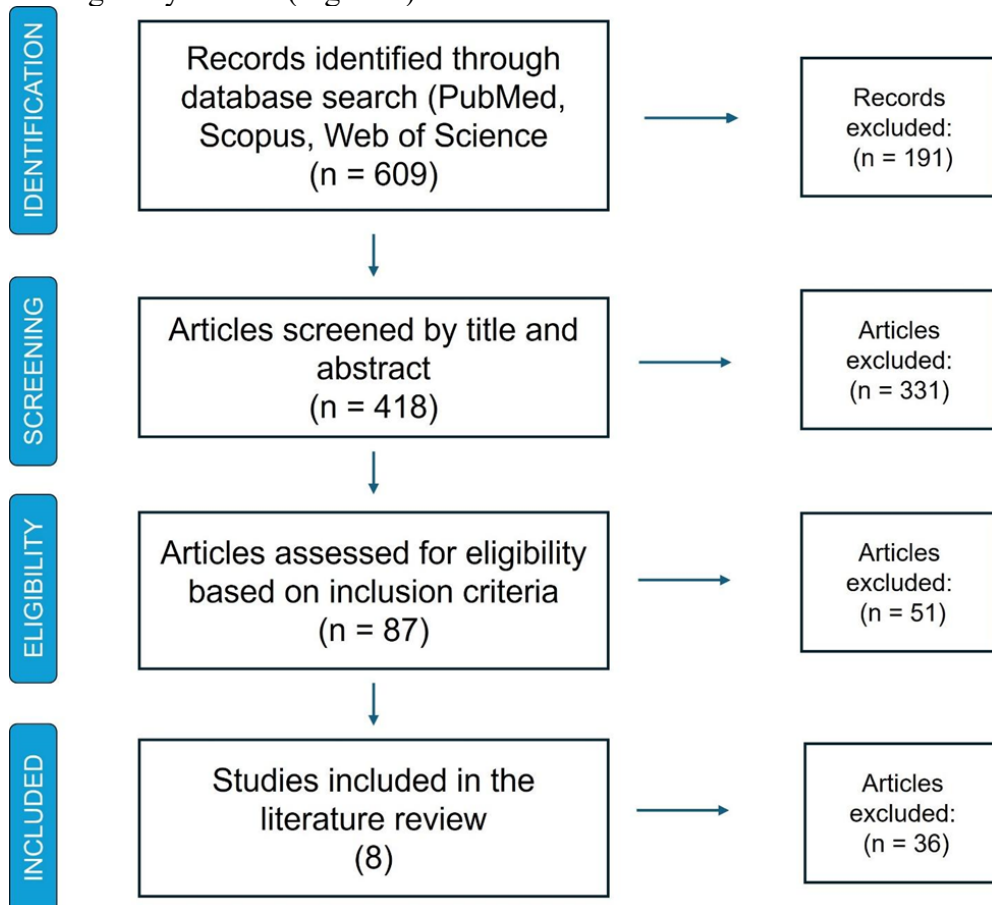 IDENTIFICATION
Records identified through
database search (PubMed,
Scopus, Web of Science
(n = 609)
Records
excluded:
(n = 191)
SCREENING
Articles screened by title and
abstract
(n = 418)
Articles
excluded:
(n = 331)
ELIGIBILITY
Articles assessed for eligibility
based on inclusion criteria
(n = 87)
Articles
excluded:
(n = 51)
INCLUDED
Studies included in the
literature review
(8)
Articles
excluded:
(n = 36)